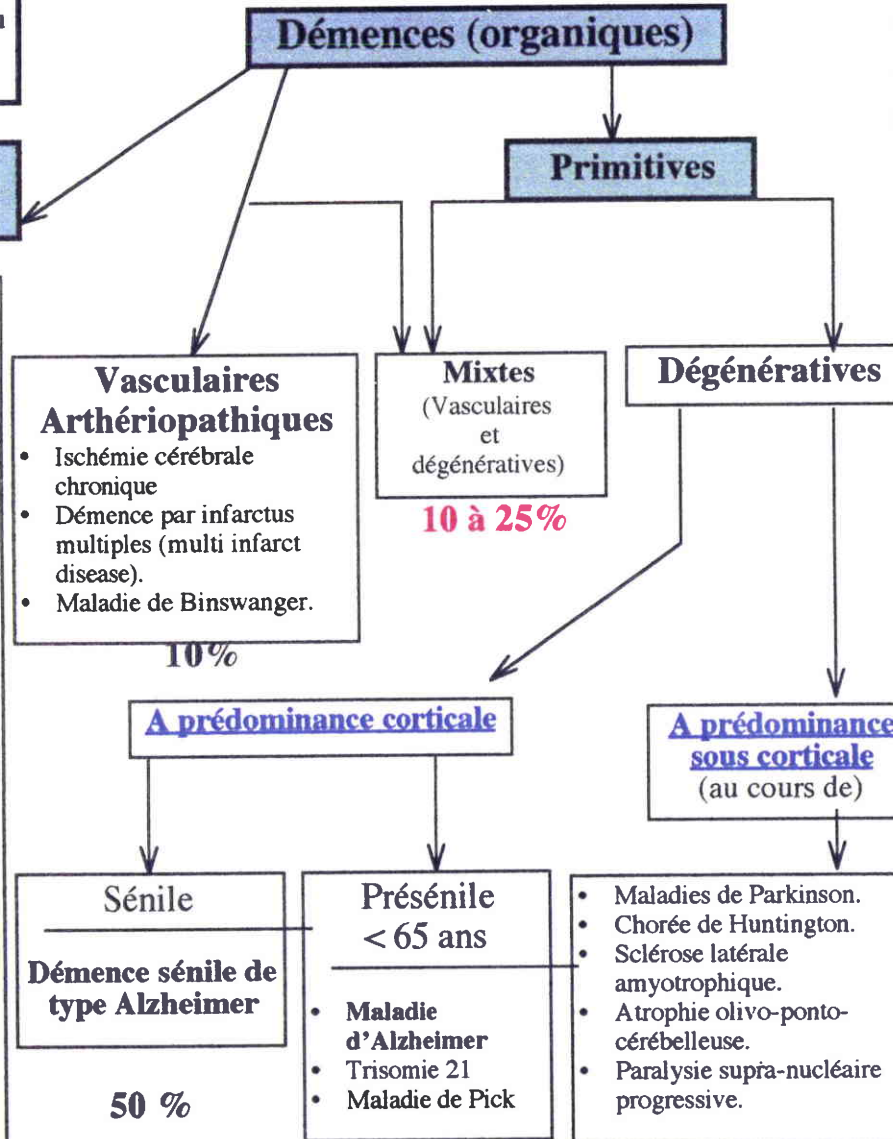 Démences (organiques)
Primitives
Vasculaires
Arthériopathiques
• Ischémie cérébrale
chronique
• Démence par infarctus
multiples (multi infarct
disease).
• Maladie de Binswanger.
10%
Mixtes
(Vasculaires
et
dégénératives)
10 à 25%
Dégénératives
A prédominance corticale
A prédominance
sous corticale
(au cours de)
Sénile
Démence sénile de
type Alzheimer
50 %
Présénile
< 65 ans
• Maladie
d'Alzheimer
• Trisomie 21
• Maladie de Pick
• Maladies de Parkinson.
• Chorée de Huntington.
• Sclérose latérale
amyotrophique.
• Atrophie olivo-ponto-
cérébelleuse.
• Paralysie supra-nucléaire
progressive.